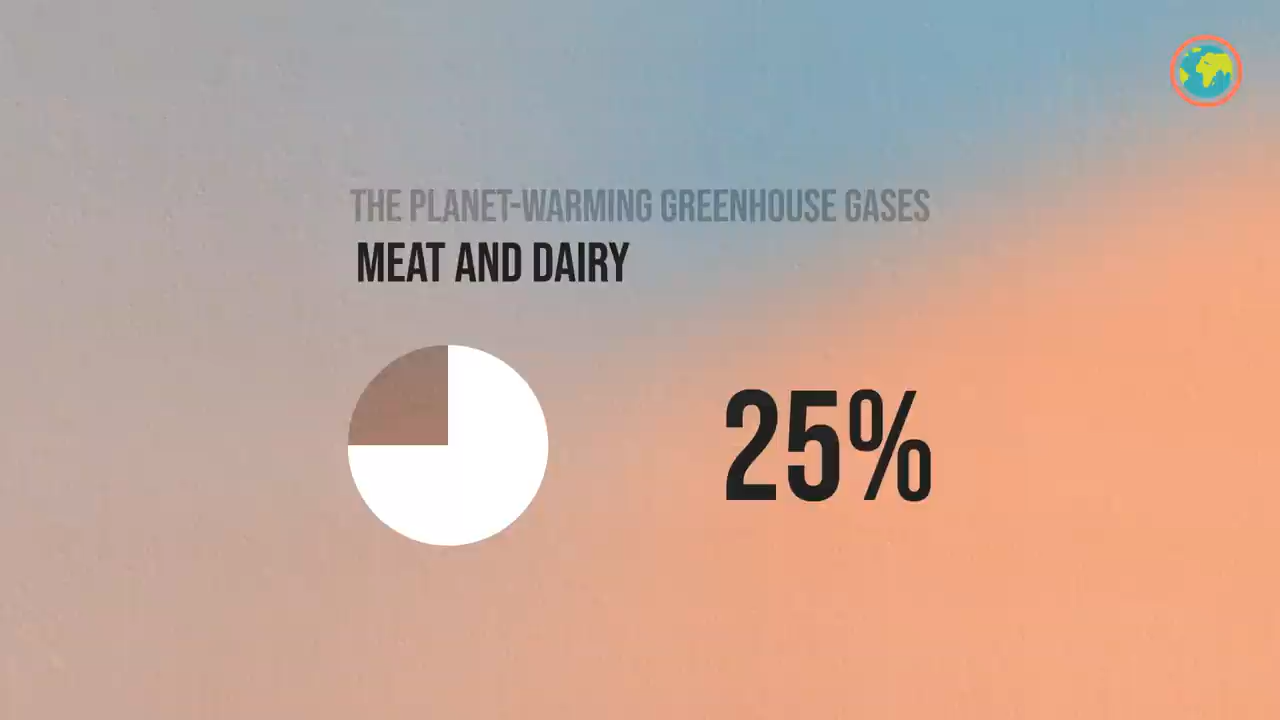 THE PLANET-WARMING GREENHOUSE GASES
MEAT AND DAIRY
25%